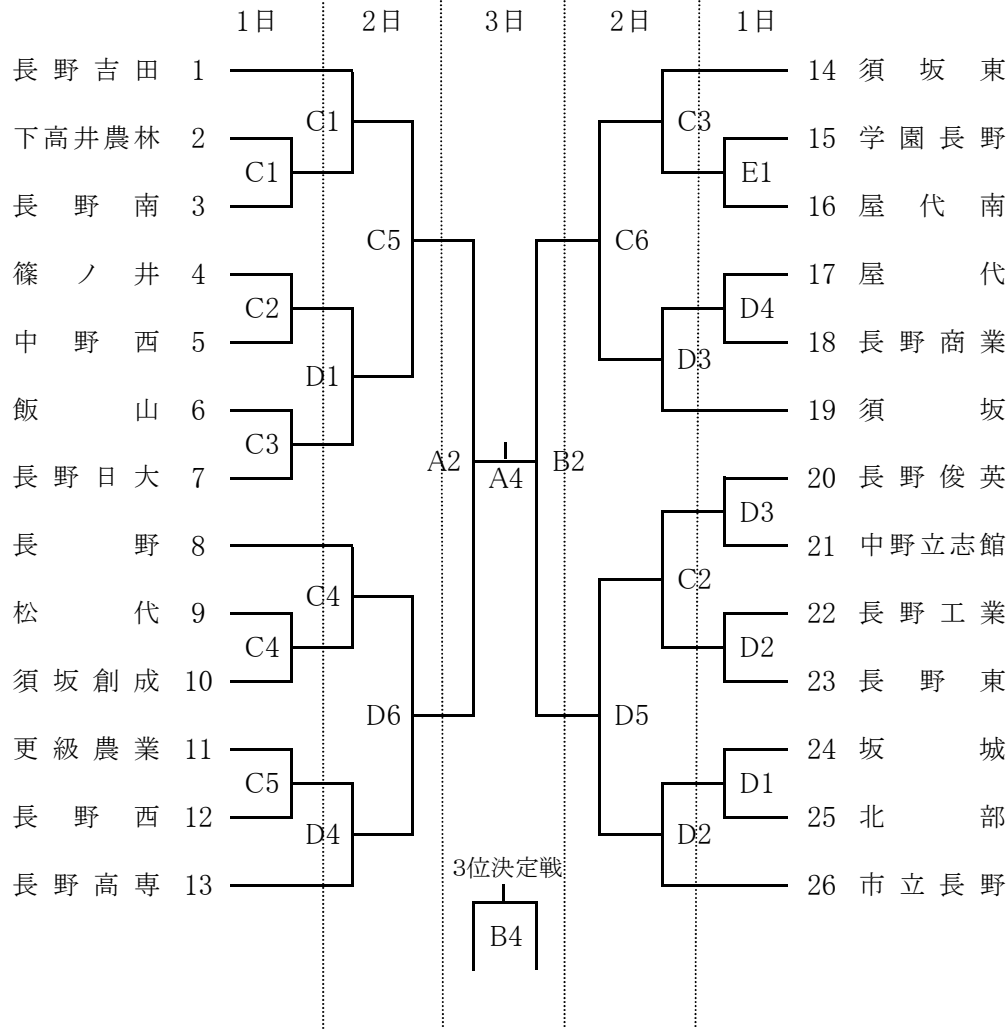 1日 2日 3日 2日 1日
長野吉田 1 14 須坂東
C1 C3
下高井農林 2 15 学園長野
C1 E1
長野南 3 16 屋代南
C5 C6
篠ノ井 4 17 屋代
C2 D4
中野西 5 18 長野商業
D1 D3
飯山 6 19 須坂
C3
A2 A4 B2
長野日大 7 20 長野俊英
D3
長野 8 21 中野立志館
C4 C2
松代 9 22 長野工業
C4 D2
須坂創成 10 23 長野東
D6 D5
更級農業 11 24 坂城
C5 D1
長野西 12 25 北部
D4 D2
長野高専 13 26 市立長野
3位決定戦
B4